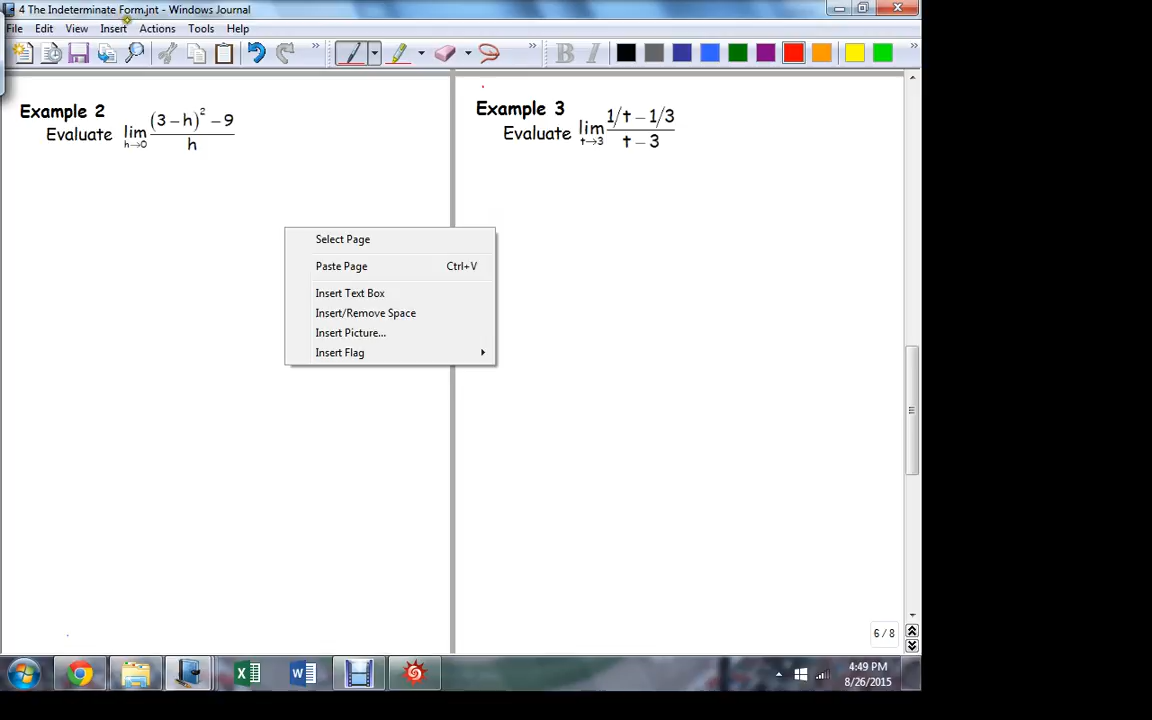 4 The Indeterminate Form.jnt - Windows Journal
File Edit View Insert Actions Tools Help
B I U
Example 2
Evaluate lim h→0 (3 – h)² – 9 / h
Example 3
Evaluate lim t→3 1/t – 1/3 / t – 3
Select Page
Paste Page Ctrl+V
Insert Text Box
Insert/Remove Space
Insert Picture...
Insert Flag
6 / 8
4:49 PM
8/26/2015